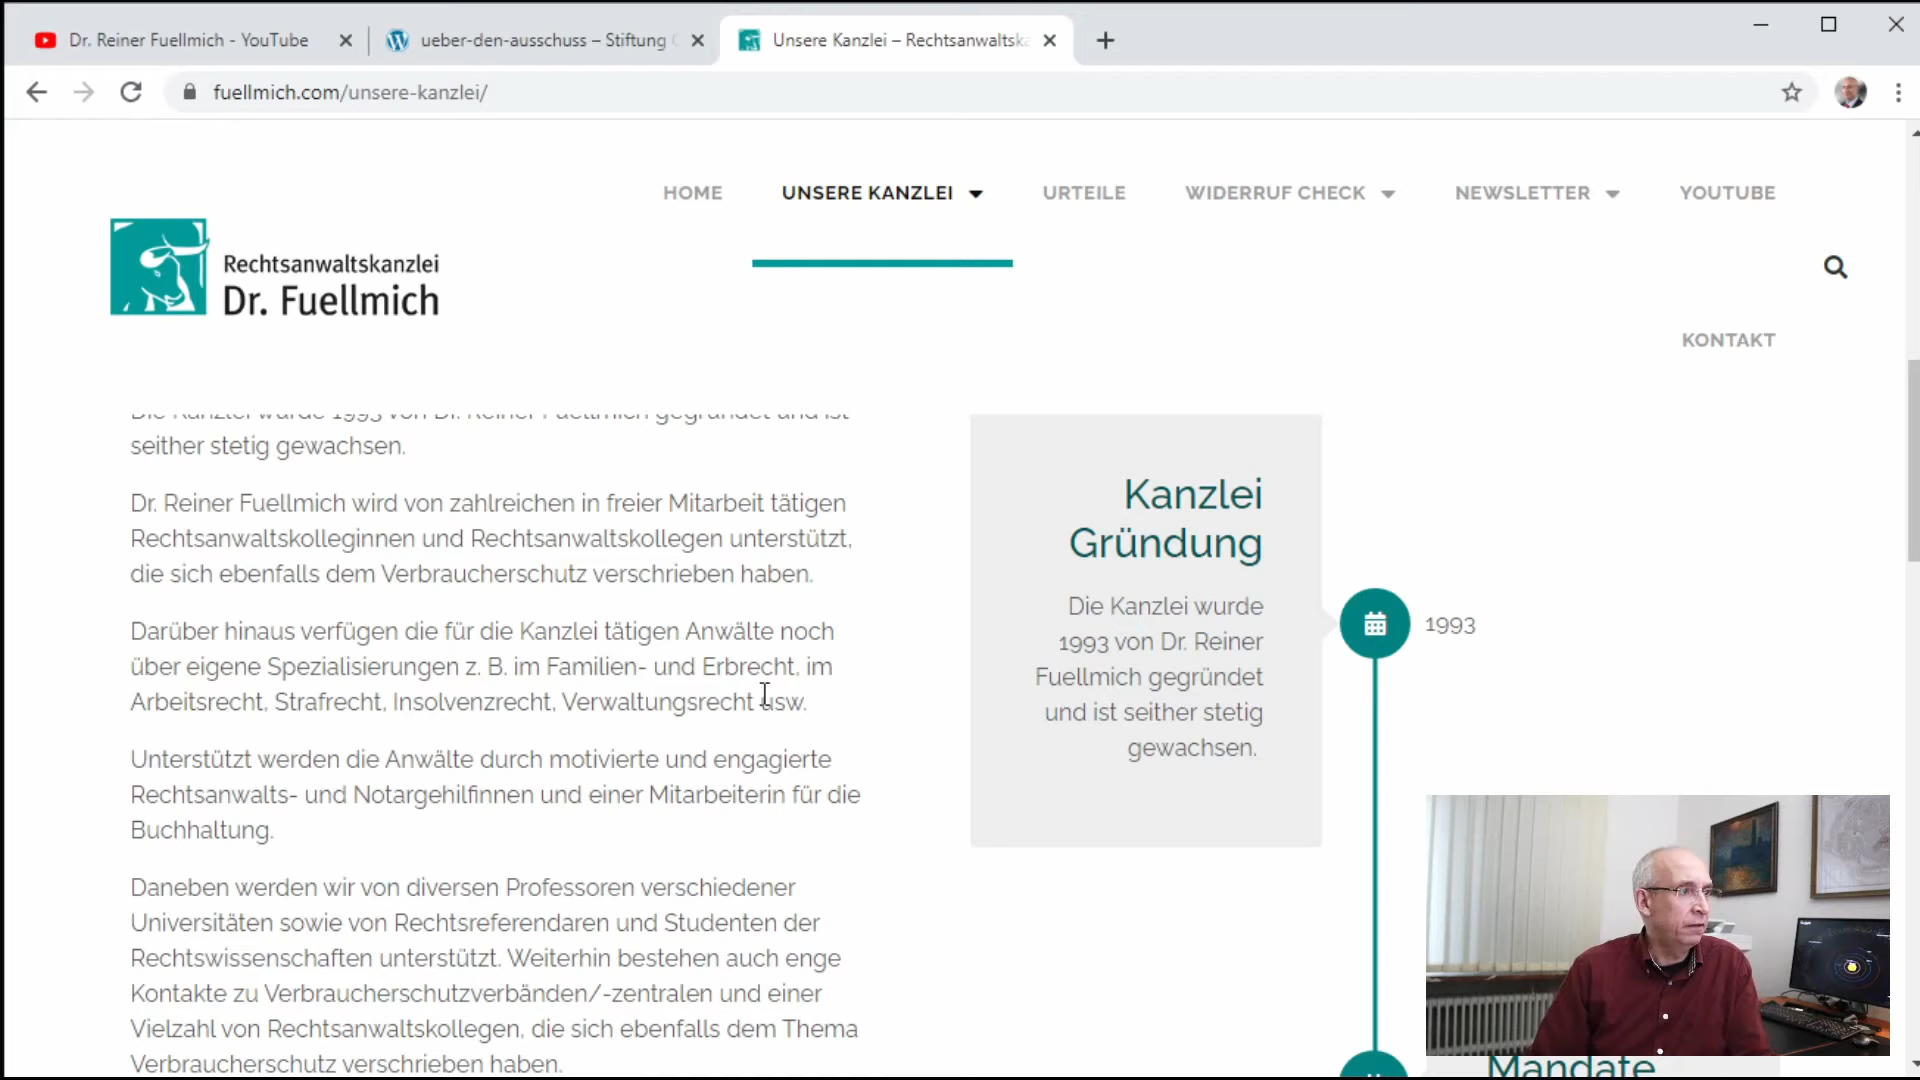 Dr. Reiner Fuellmich - YouTube
ueber-den-ausschuss – Stiftung
Unsere Kanzlei – Rechtsanwaltska
fuellmich.com/unsere-kanzlei/
HOME
UNSERE KANZLEI
URTEILE
WIDERRUF CHECK
NEWSLETTER
YOUTUBE
KONTAKT
Rechtsanwaltskanzlei
Dr. Fuellmich
Die Kanzlei wurde 1993 von Dr. Reiner Fuellmich gegründet und ist
seither stetig gewachsen.
Dr. Reiner Fuellmich wird von zahlreichen in freier Mitarbeit tätigen
Rechtsanwaltskolleginnen und Rechtsanwaltskollegen unterstützt,
die sich ebenfalls dem Verbraucherschutz verschrieben haben.
Darüber hinaus verfügen die für die Kanzlei tätigen Anwälte noch
über eigene Spezialisierungen z. B. im Familien- und Erbrecht, im
Arbeitsrecht, Strafrecht, Insolvenzrecht, Verwaltungsrecht usw.
Unterstützt werden die Anwälte durch motivierte und engagierte
Rechtsanwalts- und Notargehilfinnen und einer Mitarbeiterin für die
Buchhaltung.
Daneben werden wir von diversen Professoren verschiedener
Universitäten sowie von Rechtsreferendaren und Studenten der
Rechtswissenschaften unterstützt. Weiterhin bestehen auch enge
Kontakte zu Verbraucherschutzverbänden/-zentralen und einer
Vielzahl von Rechtsanwaltskollegen, die sich ebenfalls dem Thema
Verbraucherschutz verschrieben haben.
Kanzlei
Gründung
Die Kanzlei wurde
1993 von Dr. Reiner
Fuellmich gegründet
und ist seither stetig
gewachsen.
1993
Mandate